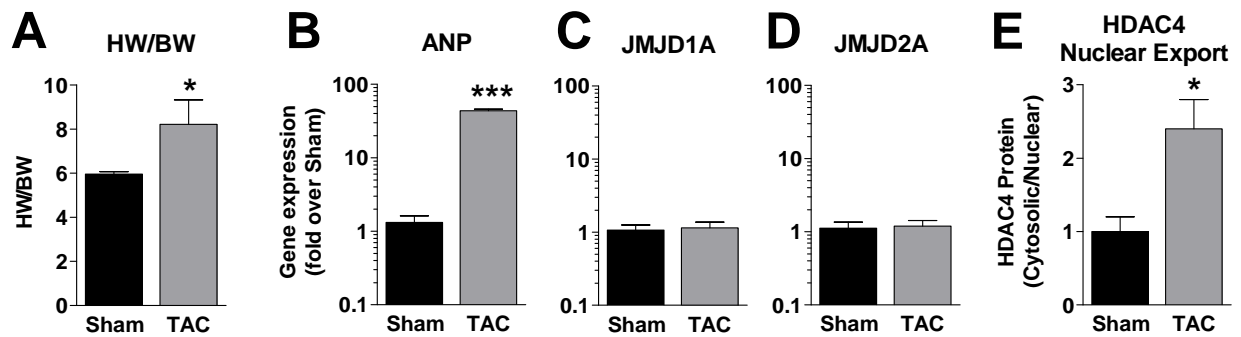 A
HW/BW
HW/BW
10
8
6
4
2
0
*
Sham TAC
B
ANP
Gene expression
(fold over Sham)
100
10
1
0.1
***
Sham TAC
C
JMJD1A
100
10
1
0.1
Sham TAC
D
JMJD2A
100
10
1
0.1
Sham TAC
E
HDAC4
Nuclear Export
HDAC4 Protein
(Cytosolic/Nuclear)
3
2
1
0
*
Sham TAC